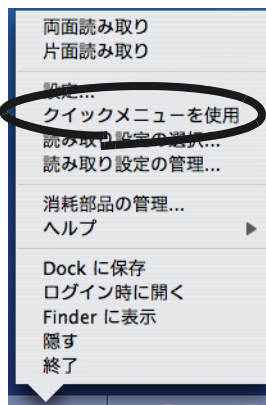 両面読み取り
片面読み取り
設定...
クイックメニューを使用
読み取り設定の選択...
読み取り設定の管理...
消耗部品の管理...
ヘルプ
Dock に保存
ログイン時に開く
Finder に表示
隠す
終了